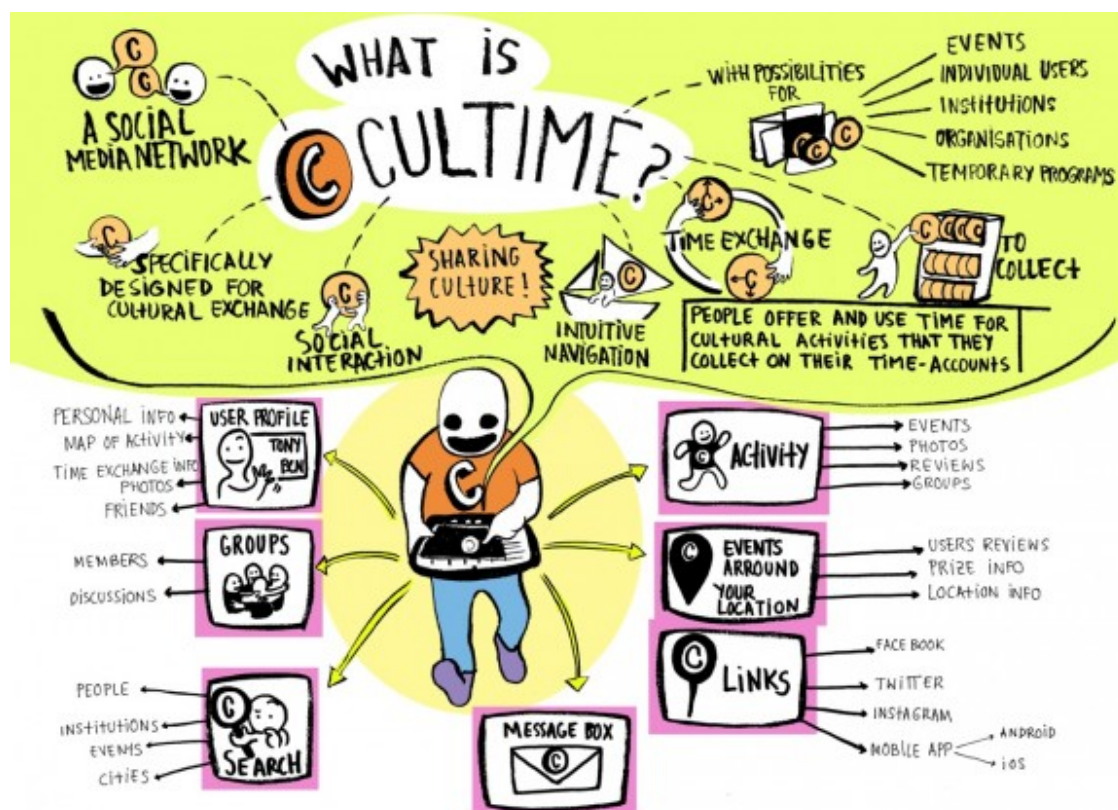 WHAT IS
C CULTIME?
C
C
A SOCIAL
MEDIA NETWORK
WITH POSSIBILITIES
FOR
EVENTS
INDIVIDUAL USERS
INSTITUTIONS
ORGANISATIONS
TEMPORARY PROGRAMS
C
C
C
SPECIFICALLY
DESIGNED FOR
CULTURAL EXCHANGE
C
SOCIAL
INTERACTION
SHARING
CULTURE!
C
INTUITIVE
NAVIGATION
C
TIME EXCHANGE
C
C C C C
TO
COLLECT
PEOPLE OFFER AND USE TIME FOR
CULTURAL ACTIVITIES THAT THEY
COLLECT ON THEIR TIME-ACCOUNTS
C
USER PROFILE
TONY
BCN
PERSONAL INFO
MAP OF ACTIVITY
TIME EXCHANGE INFO
PHOTOS
FRIENDS
GROUPS
MEMBERS
DISCUSSIONS
C
SEARCH
PEOPLE
INSTITUTIONS
EVENTS
CITIES
MESSAGE BOX
C
C
ACTIVITY
EVENTS
PHOTOS
REVIEWS
GROUPS
C
EVENTS
ARROUND
YOUR
LOCATION
USERS REVIEWS
PRIZE INFO
LOCATION INFO
C
LINKS
FACE BOOK
TWITTER
INSTAGRAM
MOBILE APP
ANDROID
iOS